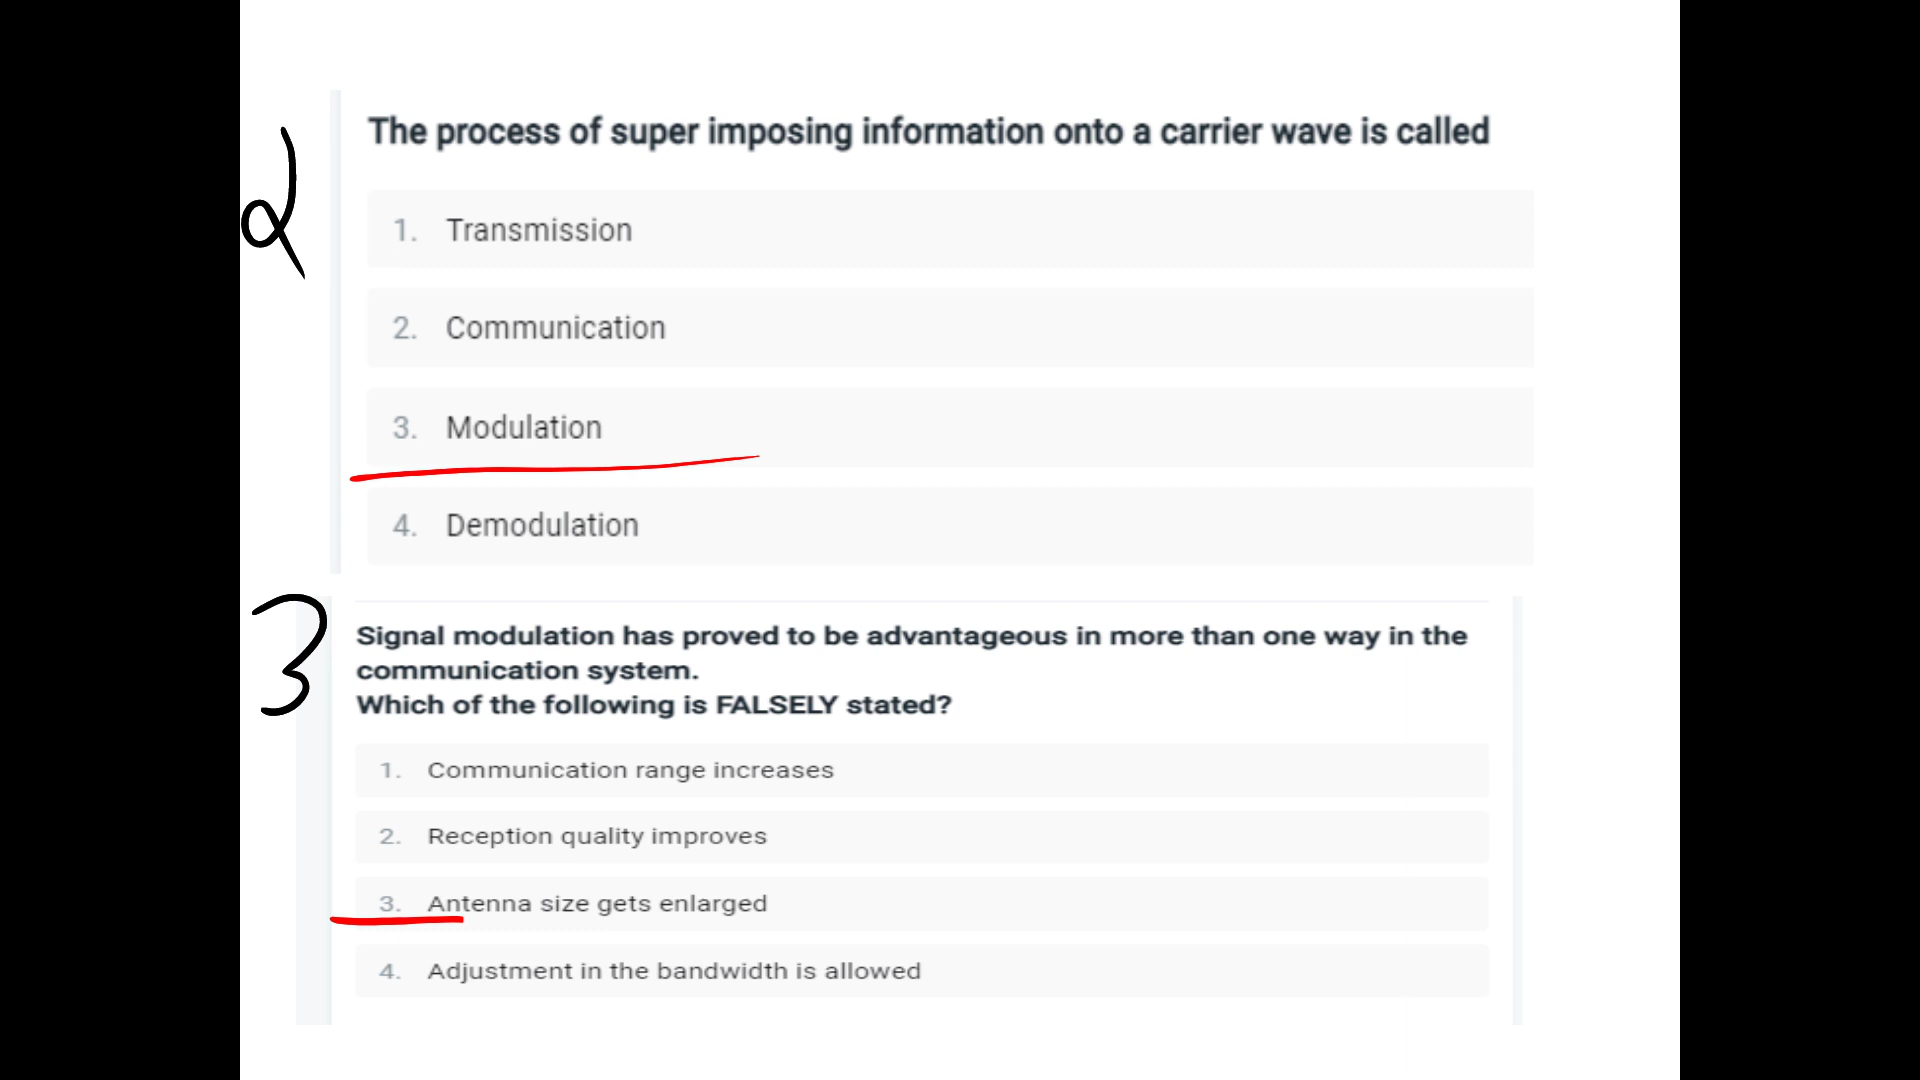 2
The process of super imposing information onto a carrier wave is called
1. Transmission
2. Communication
3. Modulation
4. Demodulation
3
Signal modulation has proved to be advantageous in more than one way in the
communication system.
Which of the following is FALSELY stated?
1. Communication range increases
2. Reception quality improves
3. Antenna size gets enlarged
4. Adjustment in the bandwidth is allowed